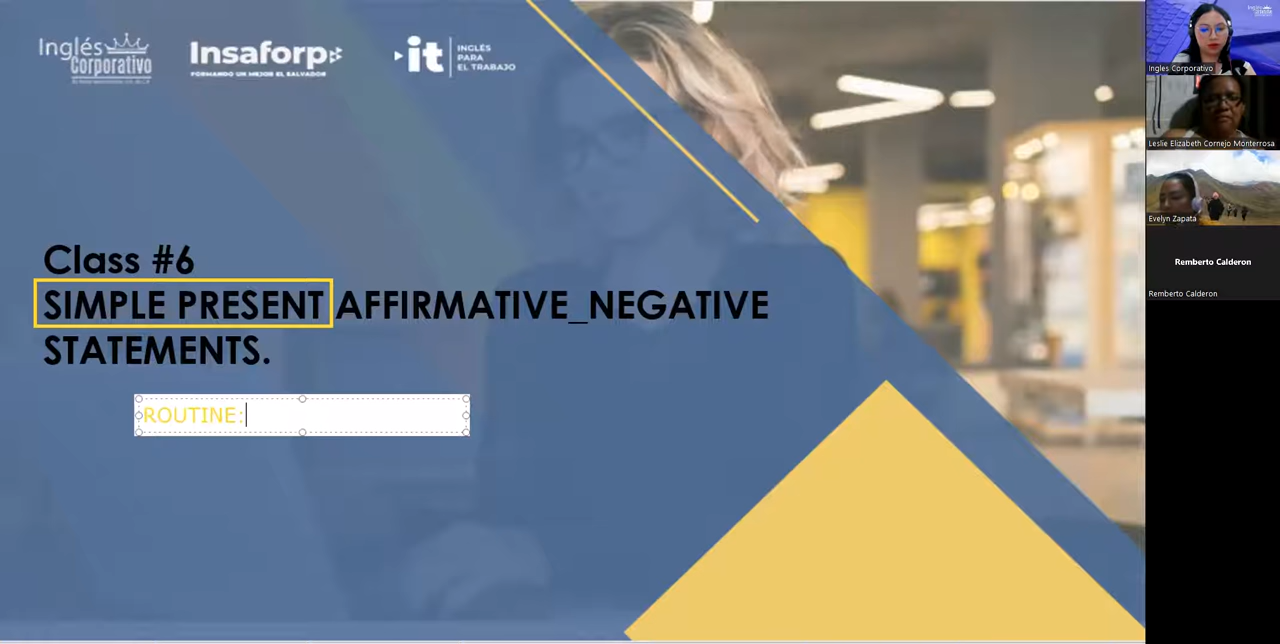 Inglés
Corporativo
Insaforp
FORMANDO UN MEJOR EL SALVADOR
it
INGLÉS
PARA
EL TRABAJO
Class #6
SIMPLE PRESENT AFFIRMATIVE_NEGATIVE
STATEMENTS.
ROUTINE:
Ingles Corporativo
Leslie Elizabeth Cornejo Monterrosa
Evelyn Zapata
Remberto Calderon
Remberto Calderon